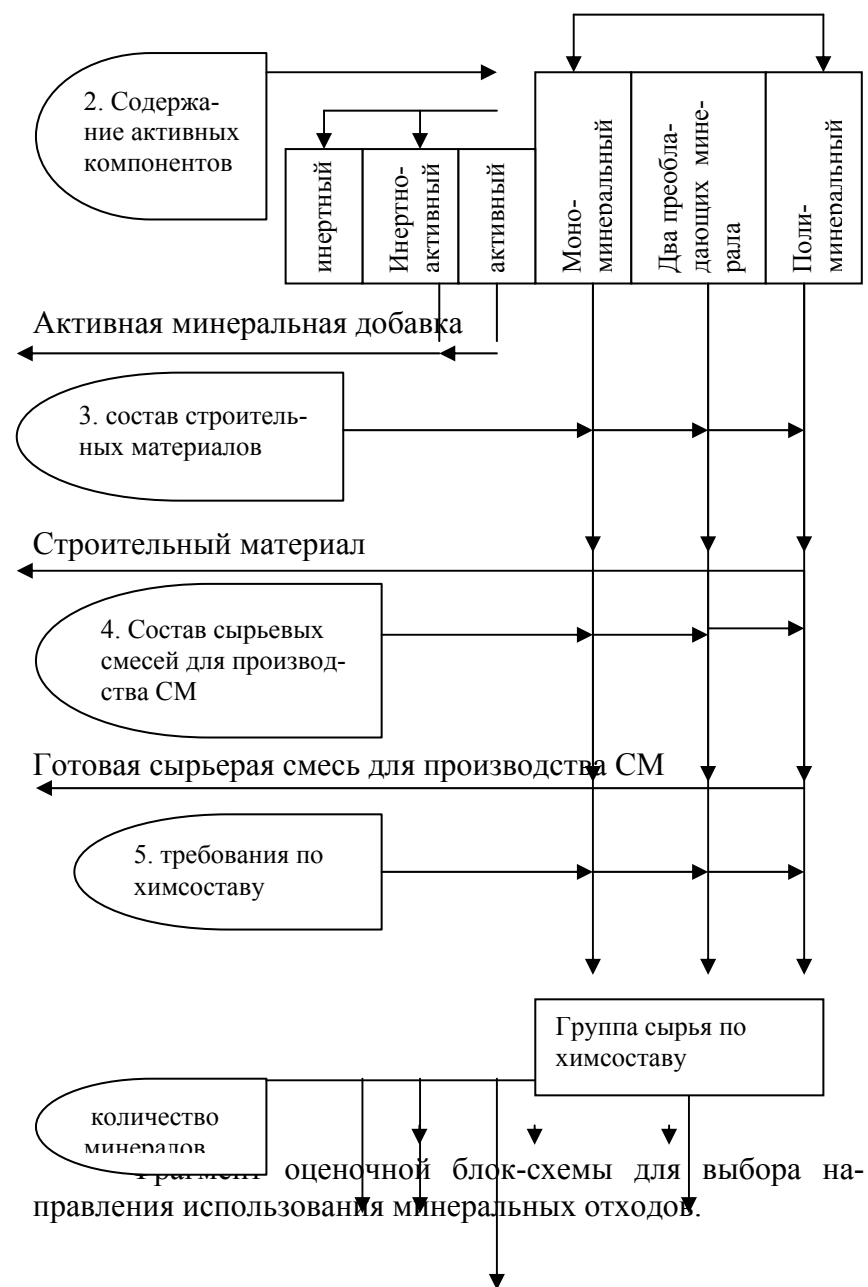 2. Содержа-
ние активных
компонентов
инертный
Инертно-
активный
активный
Моно-
минеральный
Два преобла-
дающих мине-
рала
Поли-
минеральный
Активная минеральная добавка
3. состав строитель-
ных материалов
Строительный материал
4. Состав сырьевых
смесей для производ-
ства СМ
Готовая сырьерая смесь для производства СМ
5. требования по
химсоставу
Группа сырья по
химсоставу
количество
минералов
Фрагмент оценочной блок-схемы для выбора на-
правления использования минеральных отходов.